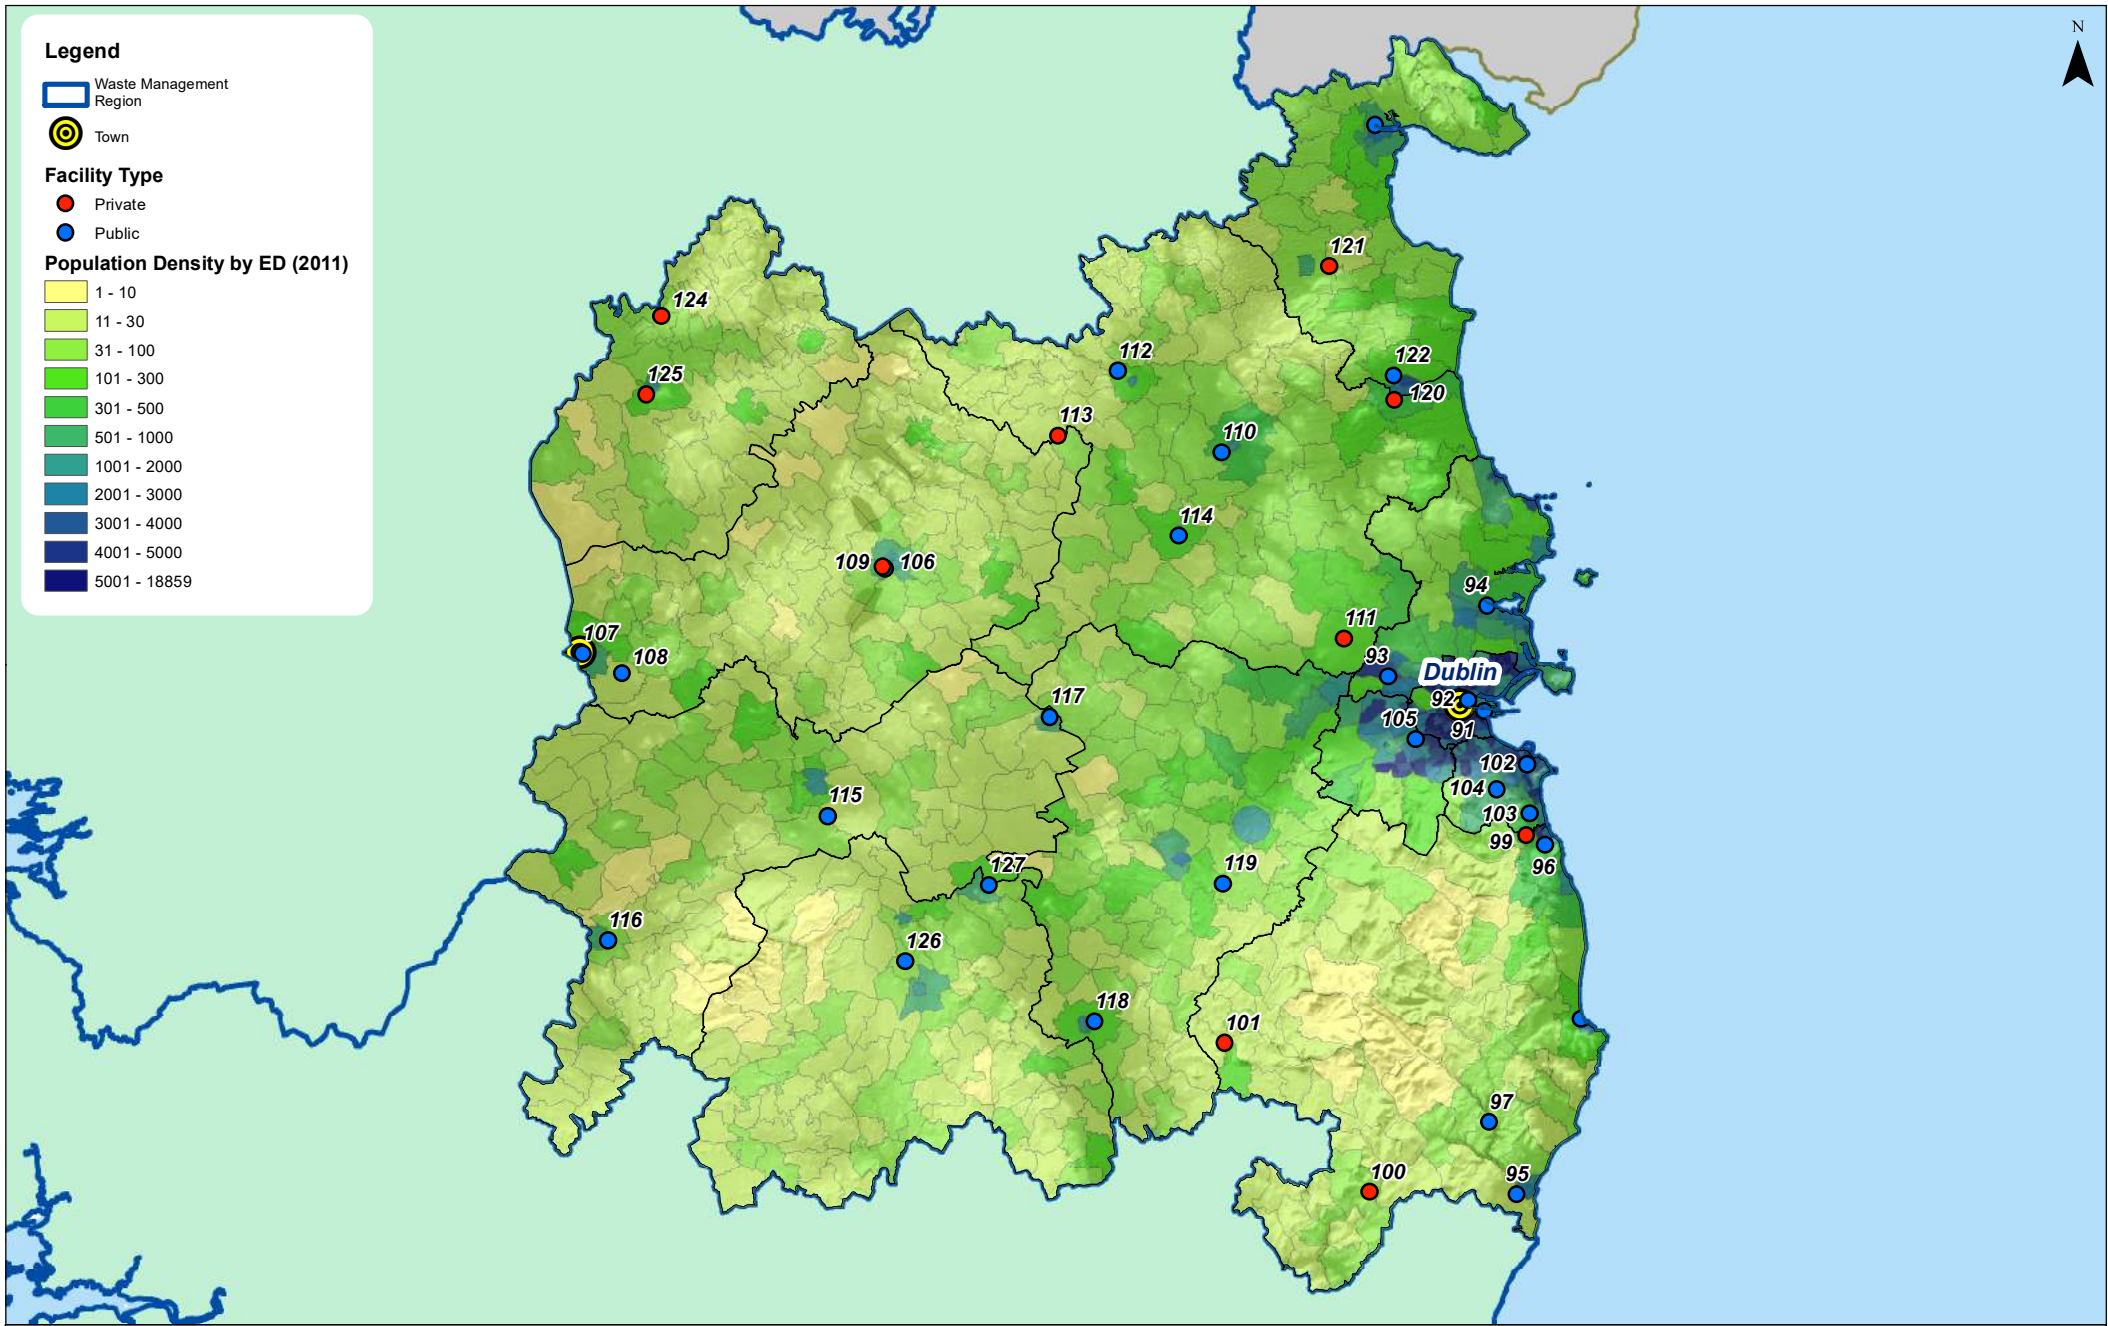 Legend
Waste Management
Region
Town
Facility Type
Private
Public
Population Density by ED (2011)
1 - 10
11 - 30
31 - 100
101 - 300
301 - 500
501 - 1000
1001 - 2000
2001 - 3000
3001 - 4000
4001 - 5000
5001 - 18859
N
121
124
112
122
125
120
113
110
114
109 106
94
111
107
108
93
Dublin
92
117
105
91
102
104
115
103
99
96
127
119
116
126
118
101
97
100
95